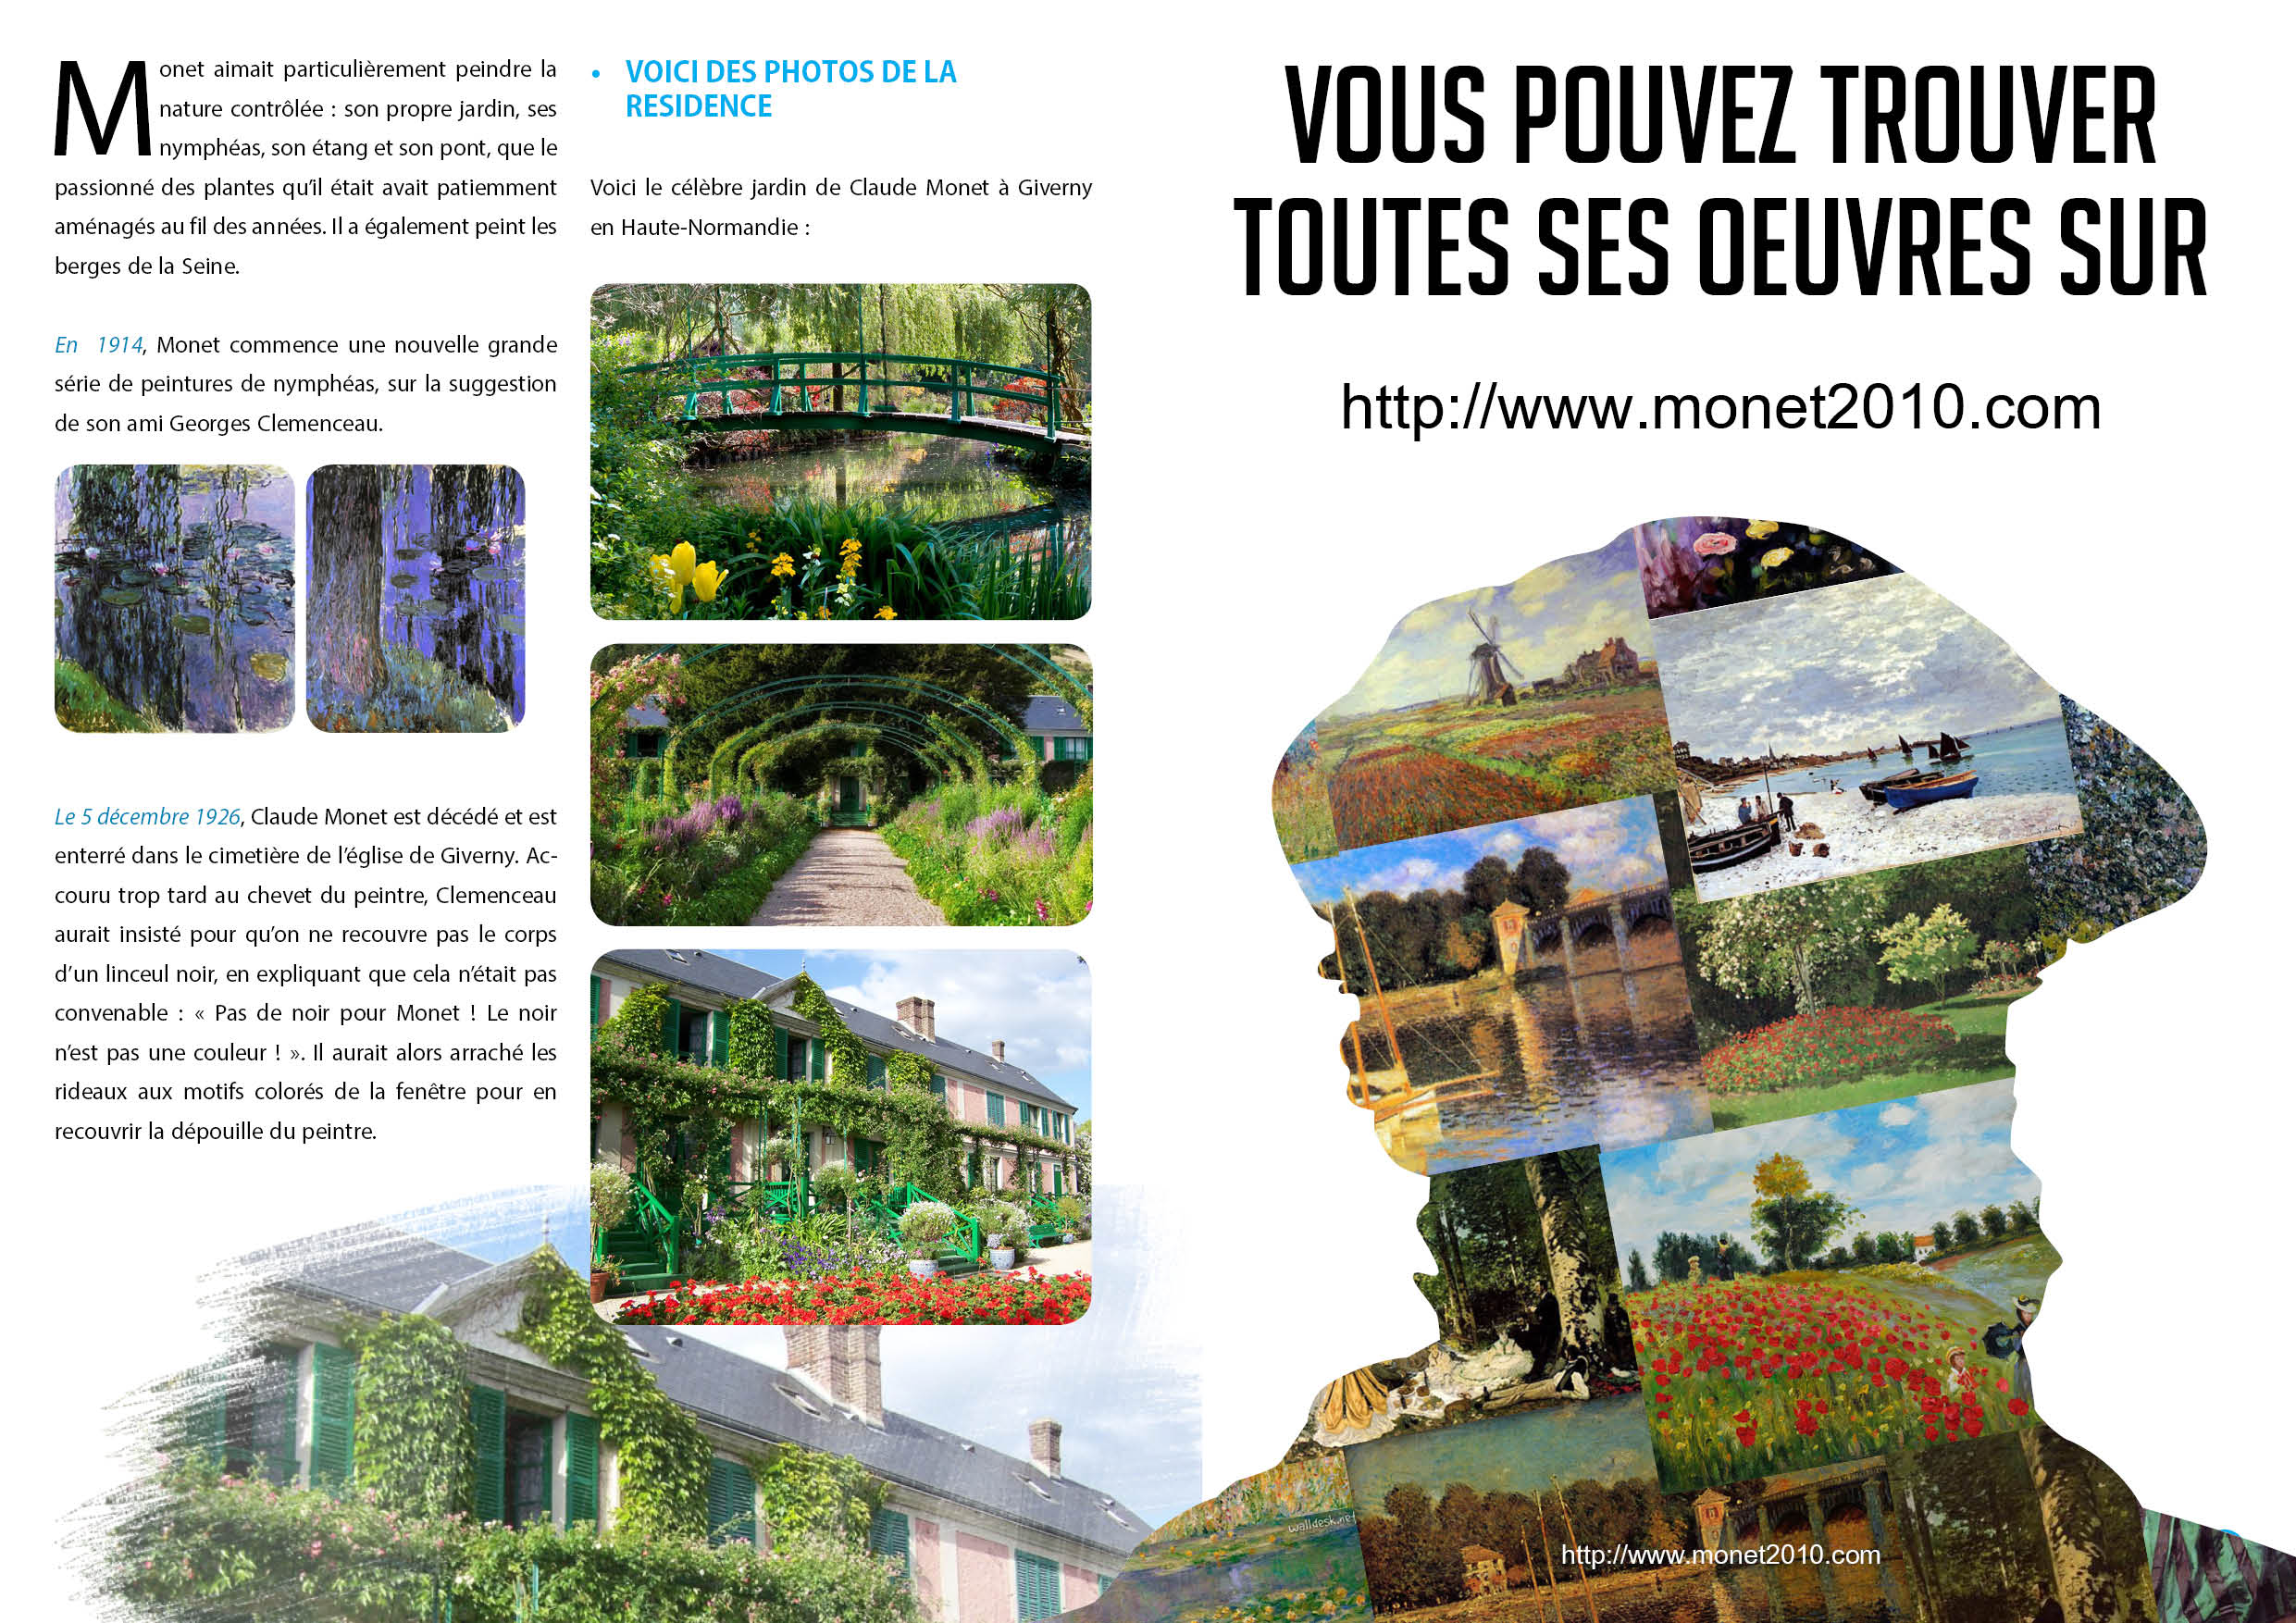 Monet aimait particulièrement peindre la
nature contrôlée : son propre jardin, ses
nymphéas, son étang et son pont, que le
passionné des plantes qu'il était avait patiemment
aménagés au fil des années. Il a également peint les
berges de la Seine.
En 1914, Monet commence une nouvelle grande
série de peintures de nymphéas, sur la suggestion
de son ami Georges Clemenceau.
Le 5 décembre 1926, Claude Monet est décédé et est
enterré dans le cimetière de l'église de Giverny. Ac-
couru trop tard au chevet du peintre, Clemenceau
aurait insisté pour qu'on ne recouvre pas le corps
d'un linceul noir, en expliquant que cela n'était pas
convenable : « Pas de noir pour Monet ! Le noir
n'est pas une couleur ! ». Il aurait alors arraché les
rideaux aux motifs colorés de la fenêtre pour en
recouvrir la dépouille du peintre.
• VOICI DES PHOTOS DE LA
RESIDENCE
Voici le célèbre jardin de Claude Monet à Giverny
en Haute-Normandie :
VOUS POUVEZ TROUVER
TOUTES SES OEUVRES SUR
http://www.monet2010.com
walldesk.net
http://www.monet2010.com